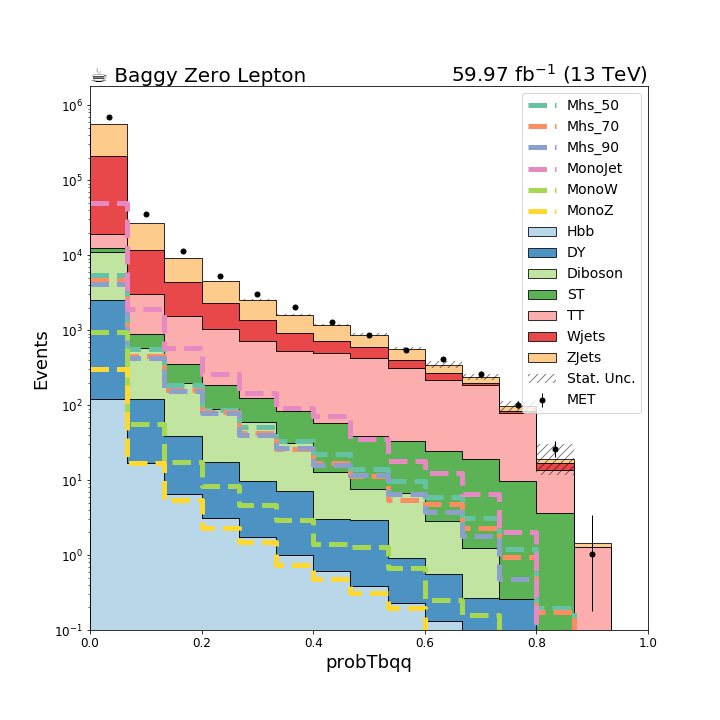 ☕ Baggy Zero Lepton
59.97 fb⁻¹ (13 TeV)
Mhs_50
Mhs_70
Mhs_90
MonoJet
MonoW
MonoZ
Hbb
DY
Diboson
ST
TT
Wjets
ZJets
Stat. Unc.
MET
Events
10⁶
10⁵
10⁴
10³
10²
10¹
10⁰
10⁻¹
0.0 0.2 0.4 0.6 0.8 1.0
probTbqq